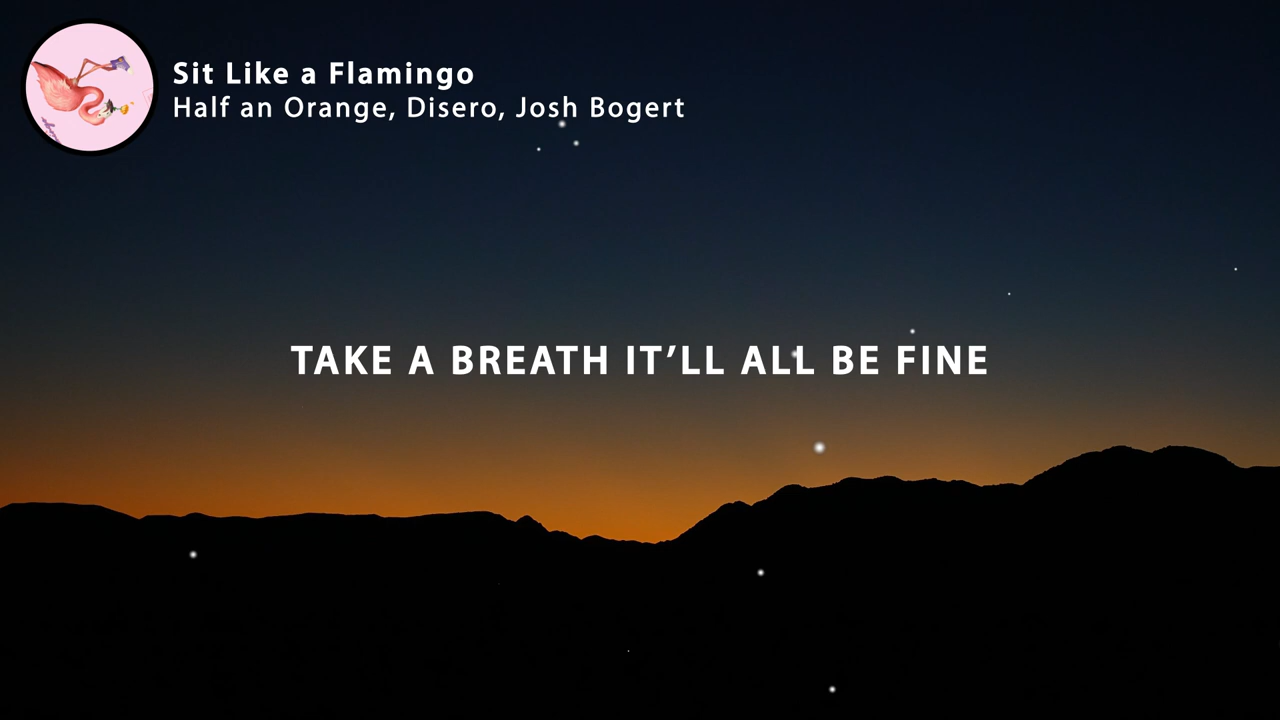 Sit Like a Flamingo
Half an Orange, Disero, Josh Bogert
TAKE A BREATH IT’LL ALL BE FINE